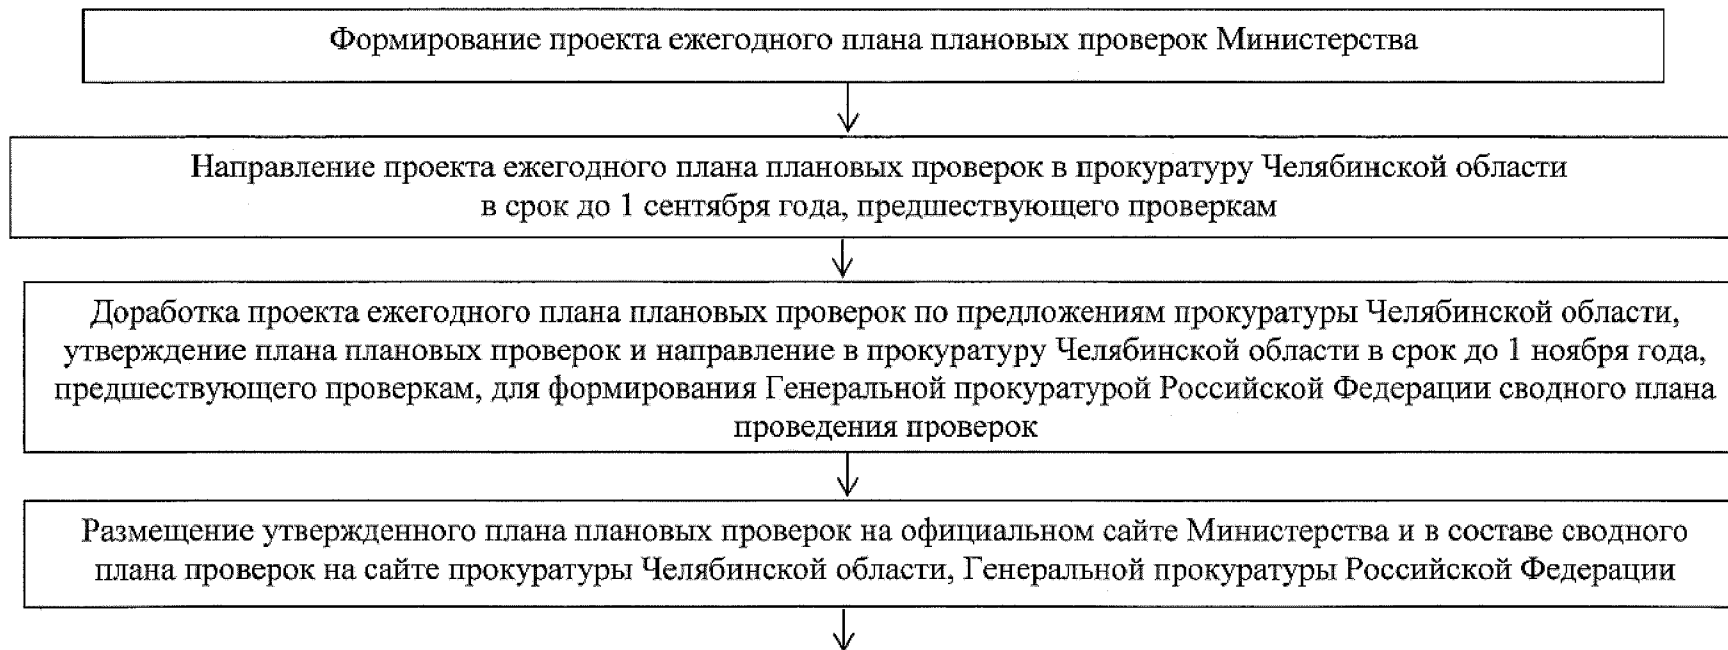 Формирование проекта ежегодного плана плановых проверок Министерства
Направление проекта ежегодного плана плановых проверок в прокуратуру Челябинской области
в срок до 1 сентября года, предшествующего проверкам
Доработка проекта ежегодного плана плановых проверок по предложениям прокуратуры Челябинской области,
утверждение плана плановых проверок и направление в прокуратуру Челябинской области в срок до 1 ноября года,
предшествующего проверкам, для формирования Генеральной прокуратурой Российской Федерации сводного плана
проведения проверок
Размещение утвержденного плана плановых проверок на официальном сайте Министерства и в составе сводного
плана проверок на сайте прокуратуры Челябинской области, Генеральной прокуратуры Российской Федерации